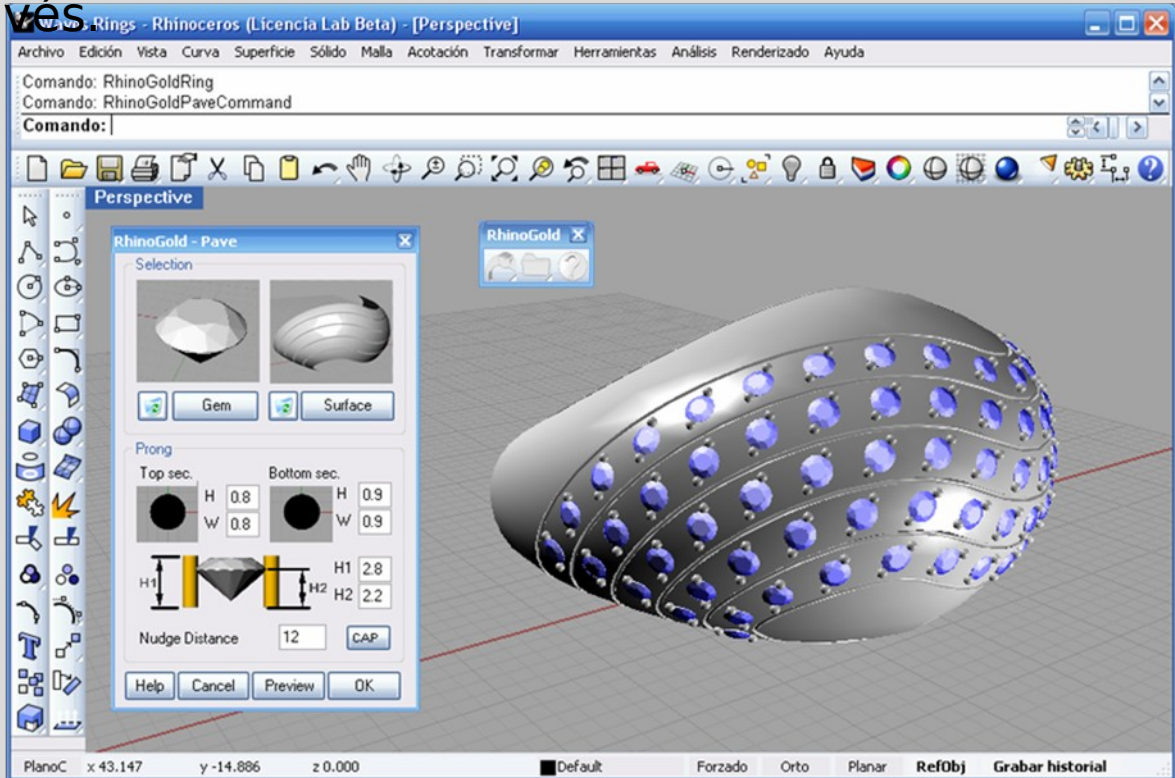 vés.
Waves Rings - Rhinoceros (Licencia Lab Beta) - [Perspective]
Archivo Edición Vista Curva Superficie Sólido Malla Acotación Transformar Herramientas Análisis Renderizado Ayuda
Comando: RhinoGoldRing
Comando: RhinoGoldPaveCommand
Comando:
Perspective
RhinoGold - Pave
RhinoGold
Selection
Gem
Surface
Prong
Top sec.
Bottom sec.
H 0.8
H 0.9
W 0.8
W 0.9
H1
H2
H1 2.8
H2 2.2
Nudge Distance 12 CAP
Help Cancel Preview OK
PlanoC x 43.147 y -14.886 z 0.000 Default Forzado Orto Planar RefObj Grabar historial